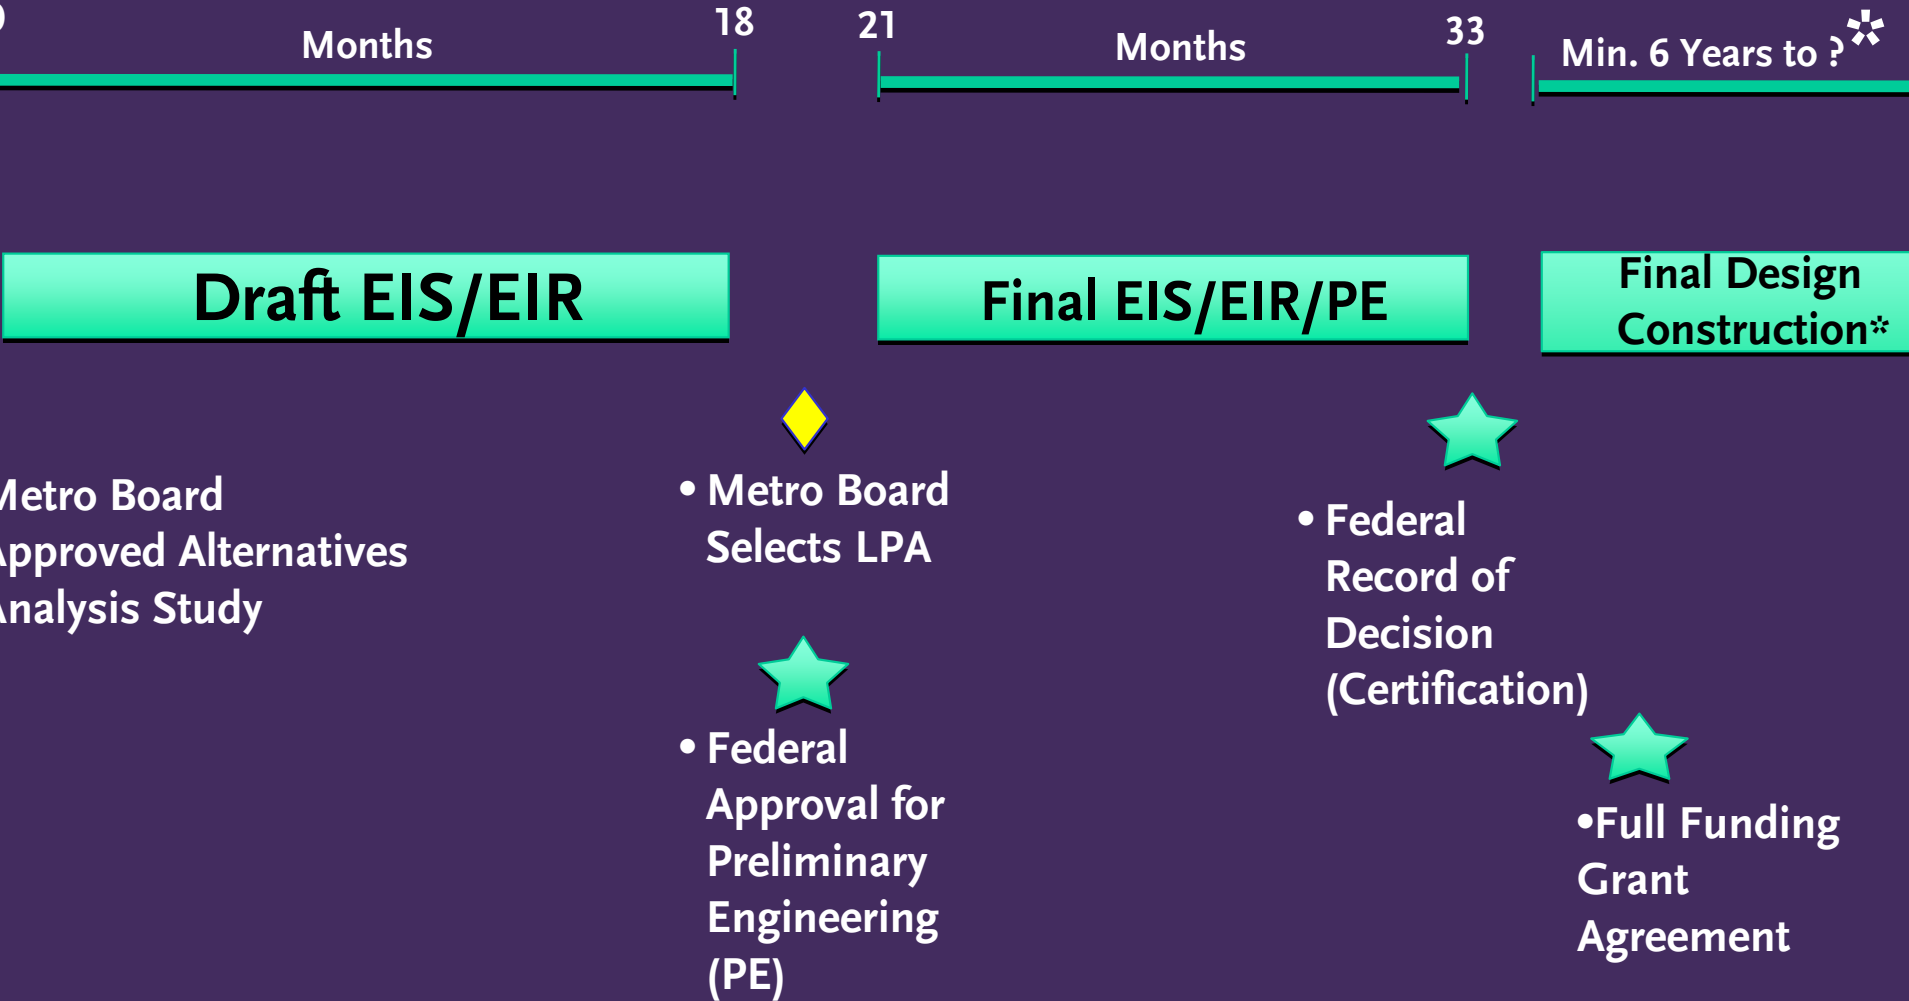 Months
18
21
Months
33
Min. 6 Years to ?*
Draft EIS/EIR
Final EIS/EIR/PE
Final Design
Construction*
Metro Board
Approved Alternatives
Analysis Study
• Metro Board
Selects LPA
• Federal
Approval for
Preliminary
Engineering
(PE)
• Federal
Record of
Decision
(Certification)
•Full Funding
Grant
Agreement